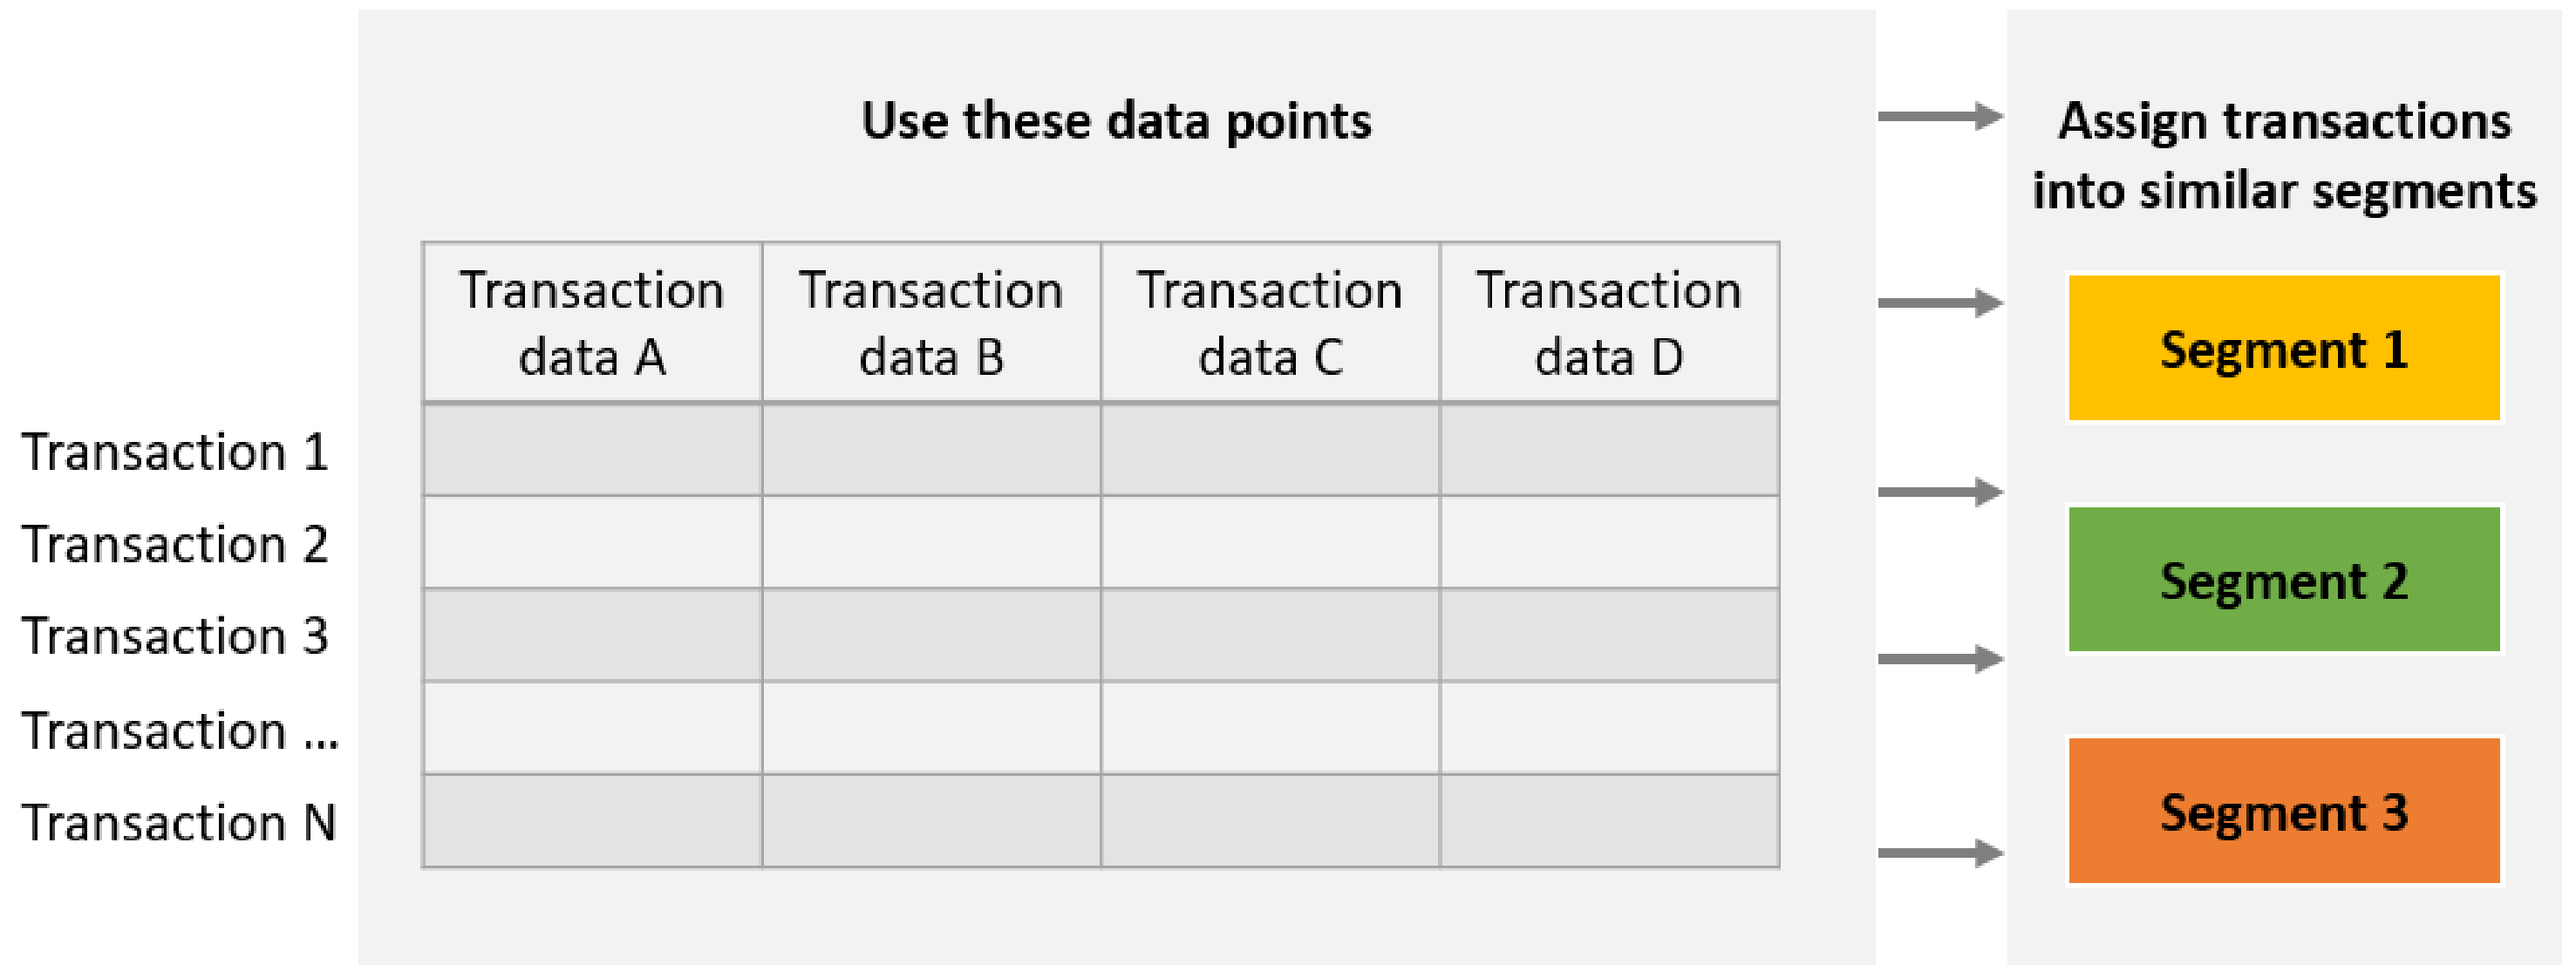 Use these data points
Assign transactions
into similar segments
Transaction
data A
Transaction
data B
Transaction
data C
Transaction
data D
Transaction 1
Transaction 2
Transaction 3
Transaction ...
Transaction N
Segment 1
Segment 2
Segment 3